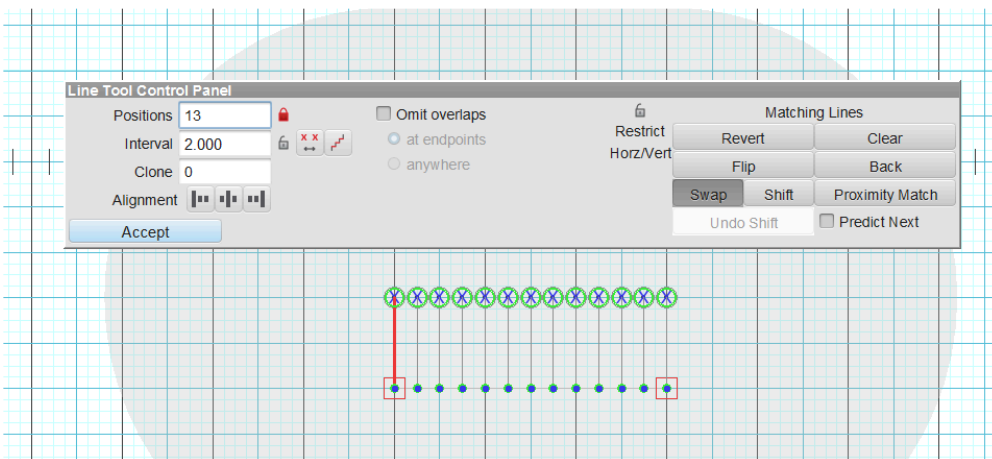 Line Tool Control Panel
Positions 13
Interval 2.000
Clone 0
Alignment
Accept
Omit overlaps
at endpoints
anywhere
Restrict
Horz/Vert
Matching Lines
Revert Clear
Flip Back
Swap Shift Proximity Match
Undo Shift Predict Next